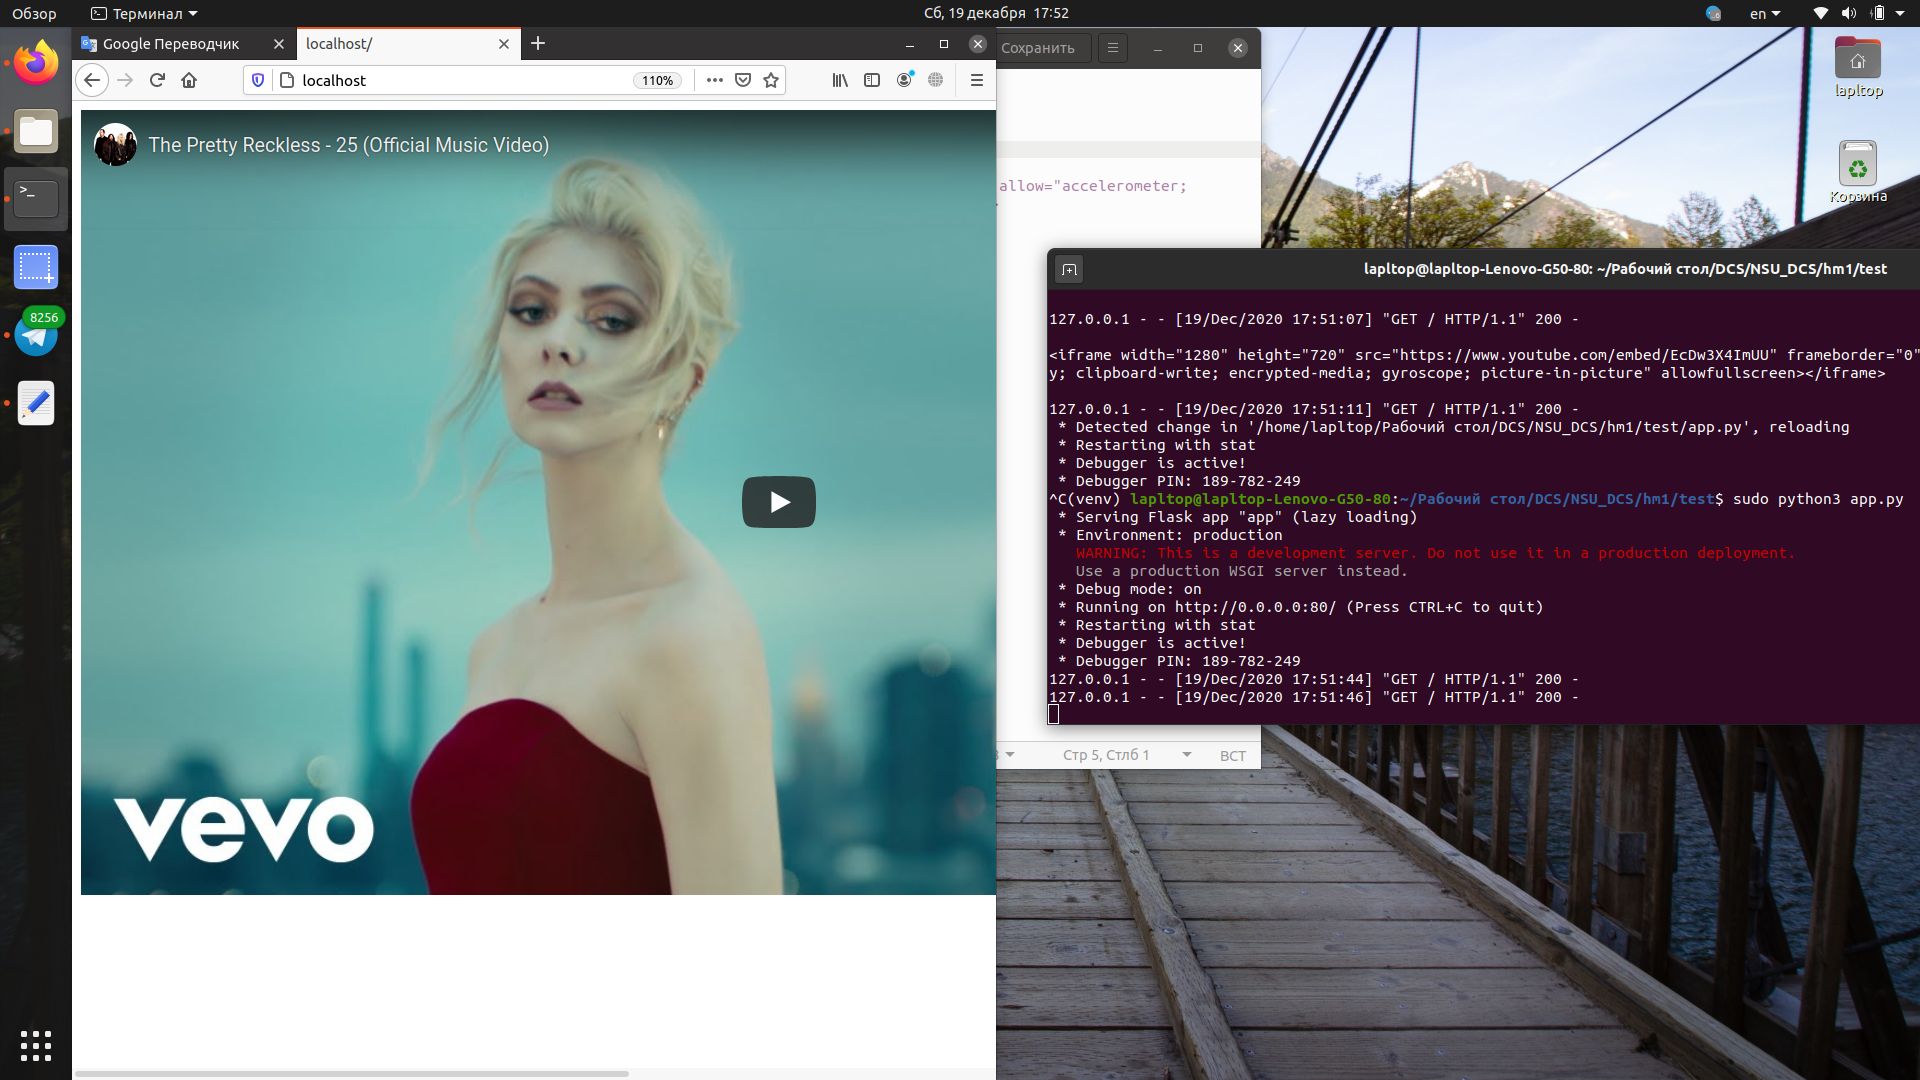 Обзор
Терминал
Сб, 19 декабря 17:52
en
Google Переводчик
localhost/
Сохранить
localhost
110%
lapltop
Корзина
The Pretty Reckless - 25 (Official Music Video)
vevo
8256
allow="accelerometer;
Стр 5, Стлб 1
ВСТ
lapltop@lapltop-Lenovo-G50-80: ~/Рабочий стол/DCS/NSU_DCS/hm1/test
127.0.0.1 - - [19/Dec/2020 17:51:07] "GET / HTTP/1.1" 200 -
<iframe width="1280" height="720" src="https://www.youtube.com/embed/EcDw3X4ImUU" frameborder="0"
y; clipboard-write; encrypted-media; gyroscope; picture-in-picture" allowfullscreen></iframe>
127.0.0.1 - - [19/Dec/2020 17:51:11] "GET / HTTP/1.1" 200 -
* Detected change in '/home/lapltop/Рабочий стол/DCS/NSU_DCS/hm1/test/app.py', reloading
* Restarting with stat
* Debugger is active!
* Debugger PIN: 189-782-249
^C(venv) lapltop@lapltop-Lenovo-G50-80:~/Рабочий стол/DCS/NSU_DCS/hm1/test$ sudo python3 app.py
* Serving Flask app "app" (lazy loading)
* Environment: production
WARNING: This is a development server. Do not use it in a production deployment.
Use a production WSGI server instead.
* Debug mode: on
* Running on http://0.0.0.0:80/ (Press CTRL+C to quit)
* Restarting with stat
* Debugger is active!
* Debugger PIN: 189-782-249
127.0.0.1 - - [19/Dec/2020 17:51:44] "GET / HTTP/1.1" 200 -
127.0.0.1 - - [19/Dec/2020 17:51:46] "GET / HTTP/1.1" 200 -